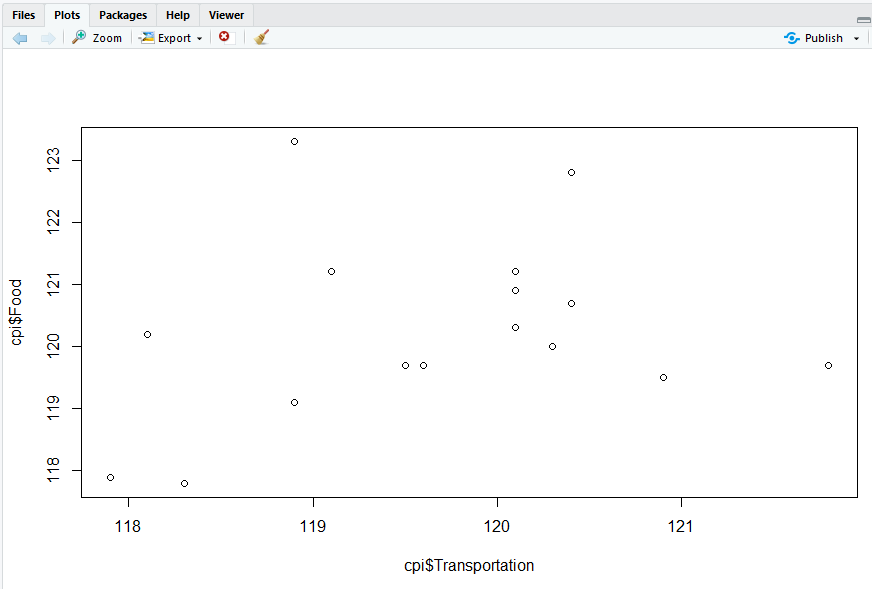 Files Plots Packages Help Viewer
Zoom Export Publish
123
122
121
120
119
118
cpi$Food
118 119 120 121
cpi$Transportation